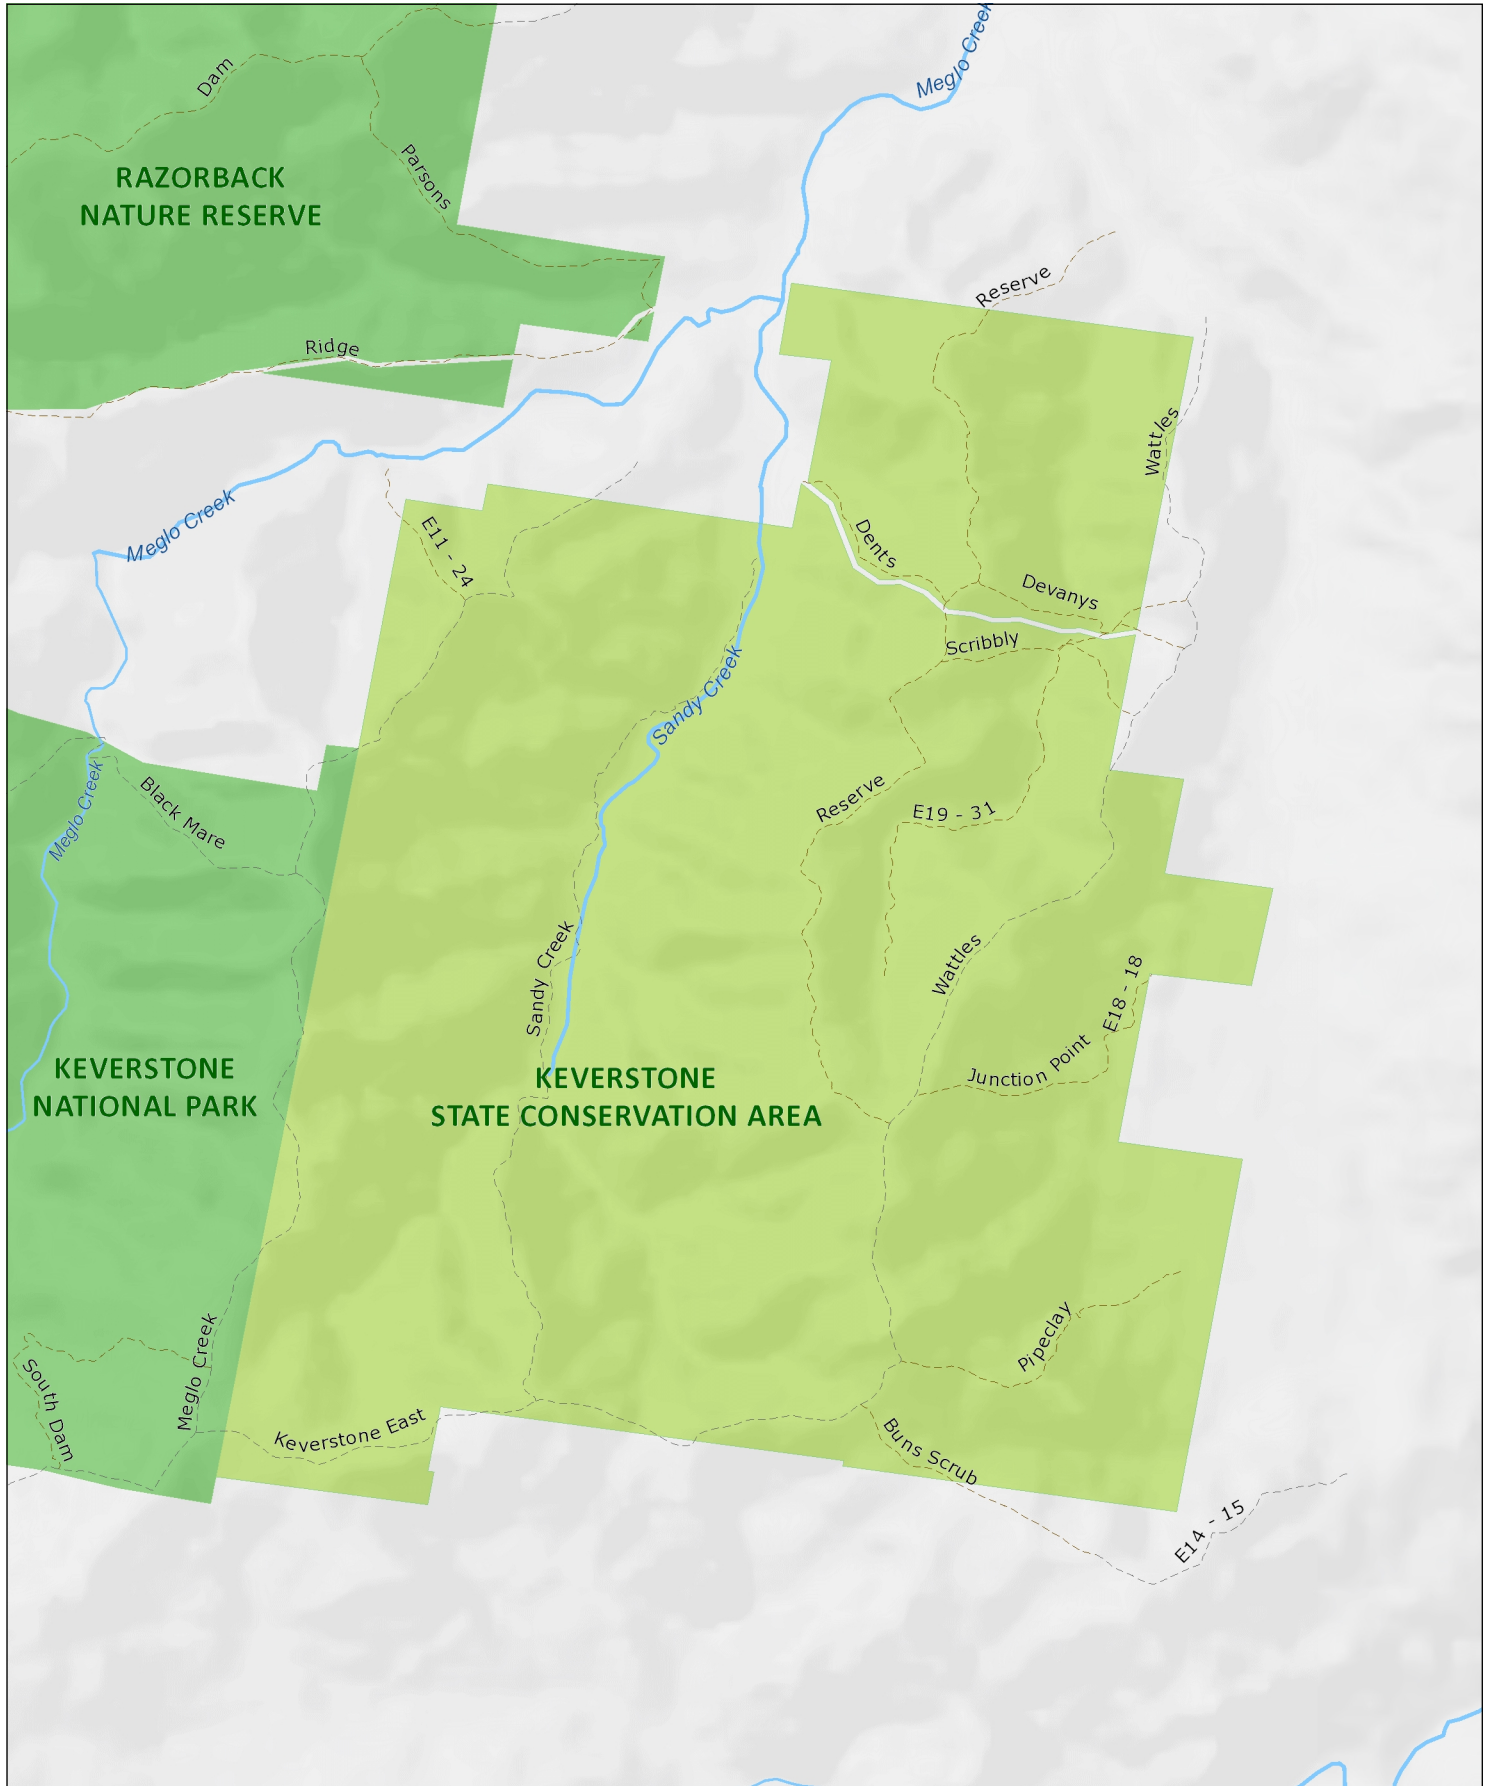 Meglo Creek
Dam
Parsons
RAZORBACK
NATURE RESERVE
Reserve
Ridge
Wattles
Meglo Creek
E11 - 24
Dents
Devanys
Scribbly
Sandy Creek
Meglo Creek
Black Mare
Reserve
E19 - 31
Sandy Creek
Wattles
E18 - 18
Junction Point
KEVERSTONE
NATIONAL PARK
KEVERSTONE
STATE CONSERVATION AREA
Pipeclay
Meglo Creek
South Dam
Keverstone East
Buns Scrub
E14 - 15